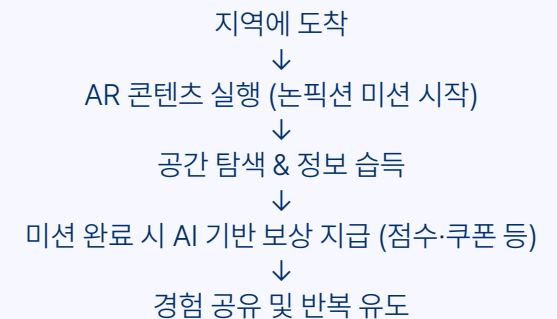 지역에 도착
↓
AR 콘텐츠 실행 (논픽션 미션 시작)
↓
공간 탐색 & 정보 습득
↓
미션 완료 시 AI 기반 보상 지급 (점수·쿠폰 등)
↓
경험 공유 및 반복 유도